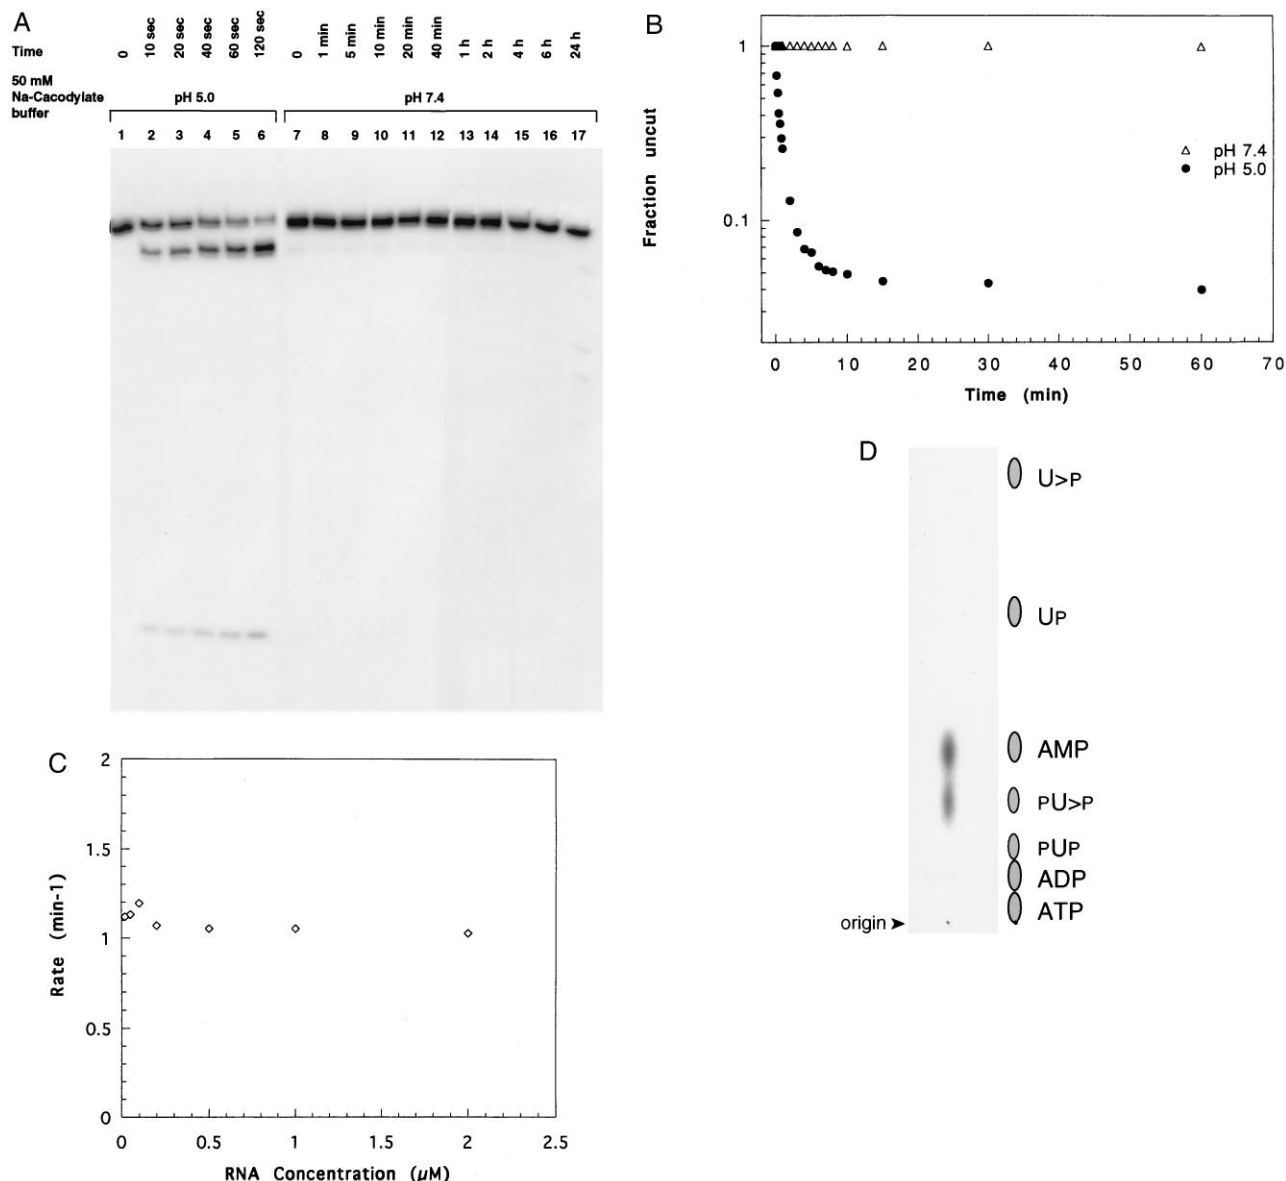 A
Time
0 10 sec 20 sec 40 sec 60 sec 120 sec 0 1 min 5 min 10 min 20 min 40 min 1 h 2 h 4 h 6 h 24 h
50 mM
Na-Cacodylate
buffer
pH 5.0 pH 7.4
1 2 3 4 5 6 7 8 9 10 11 12 13 14 15 16 17
B
1
0.1
Fraction uncut
△ pH 7.4
● pH 5.0
0 10 20 30 40 50 60 70
Time (min)
D
U>P
UP
AMP
PU>P
PUP
ADP
ATP
origin ➤
C
2
1.5
1
0.5
0
Rate (min-1)
0 0.5 1 1.5 2 2.5
RNA Concentration (µM)